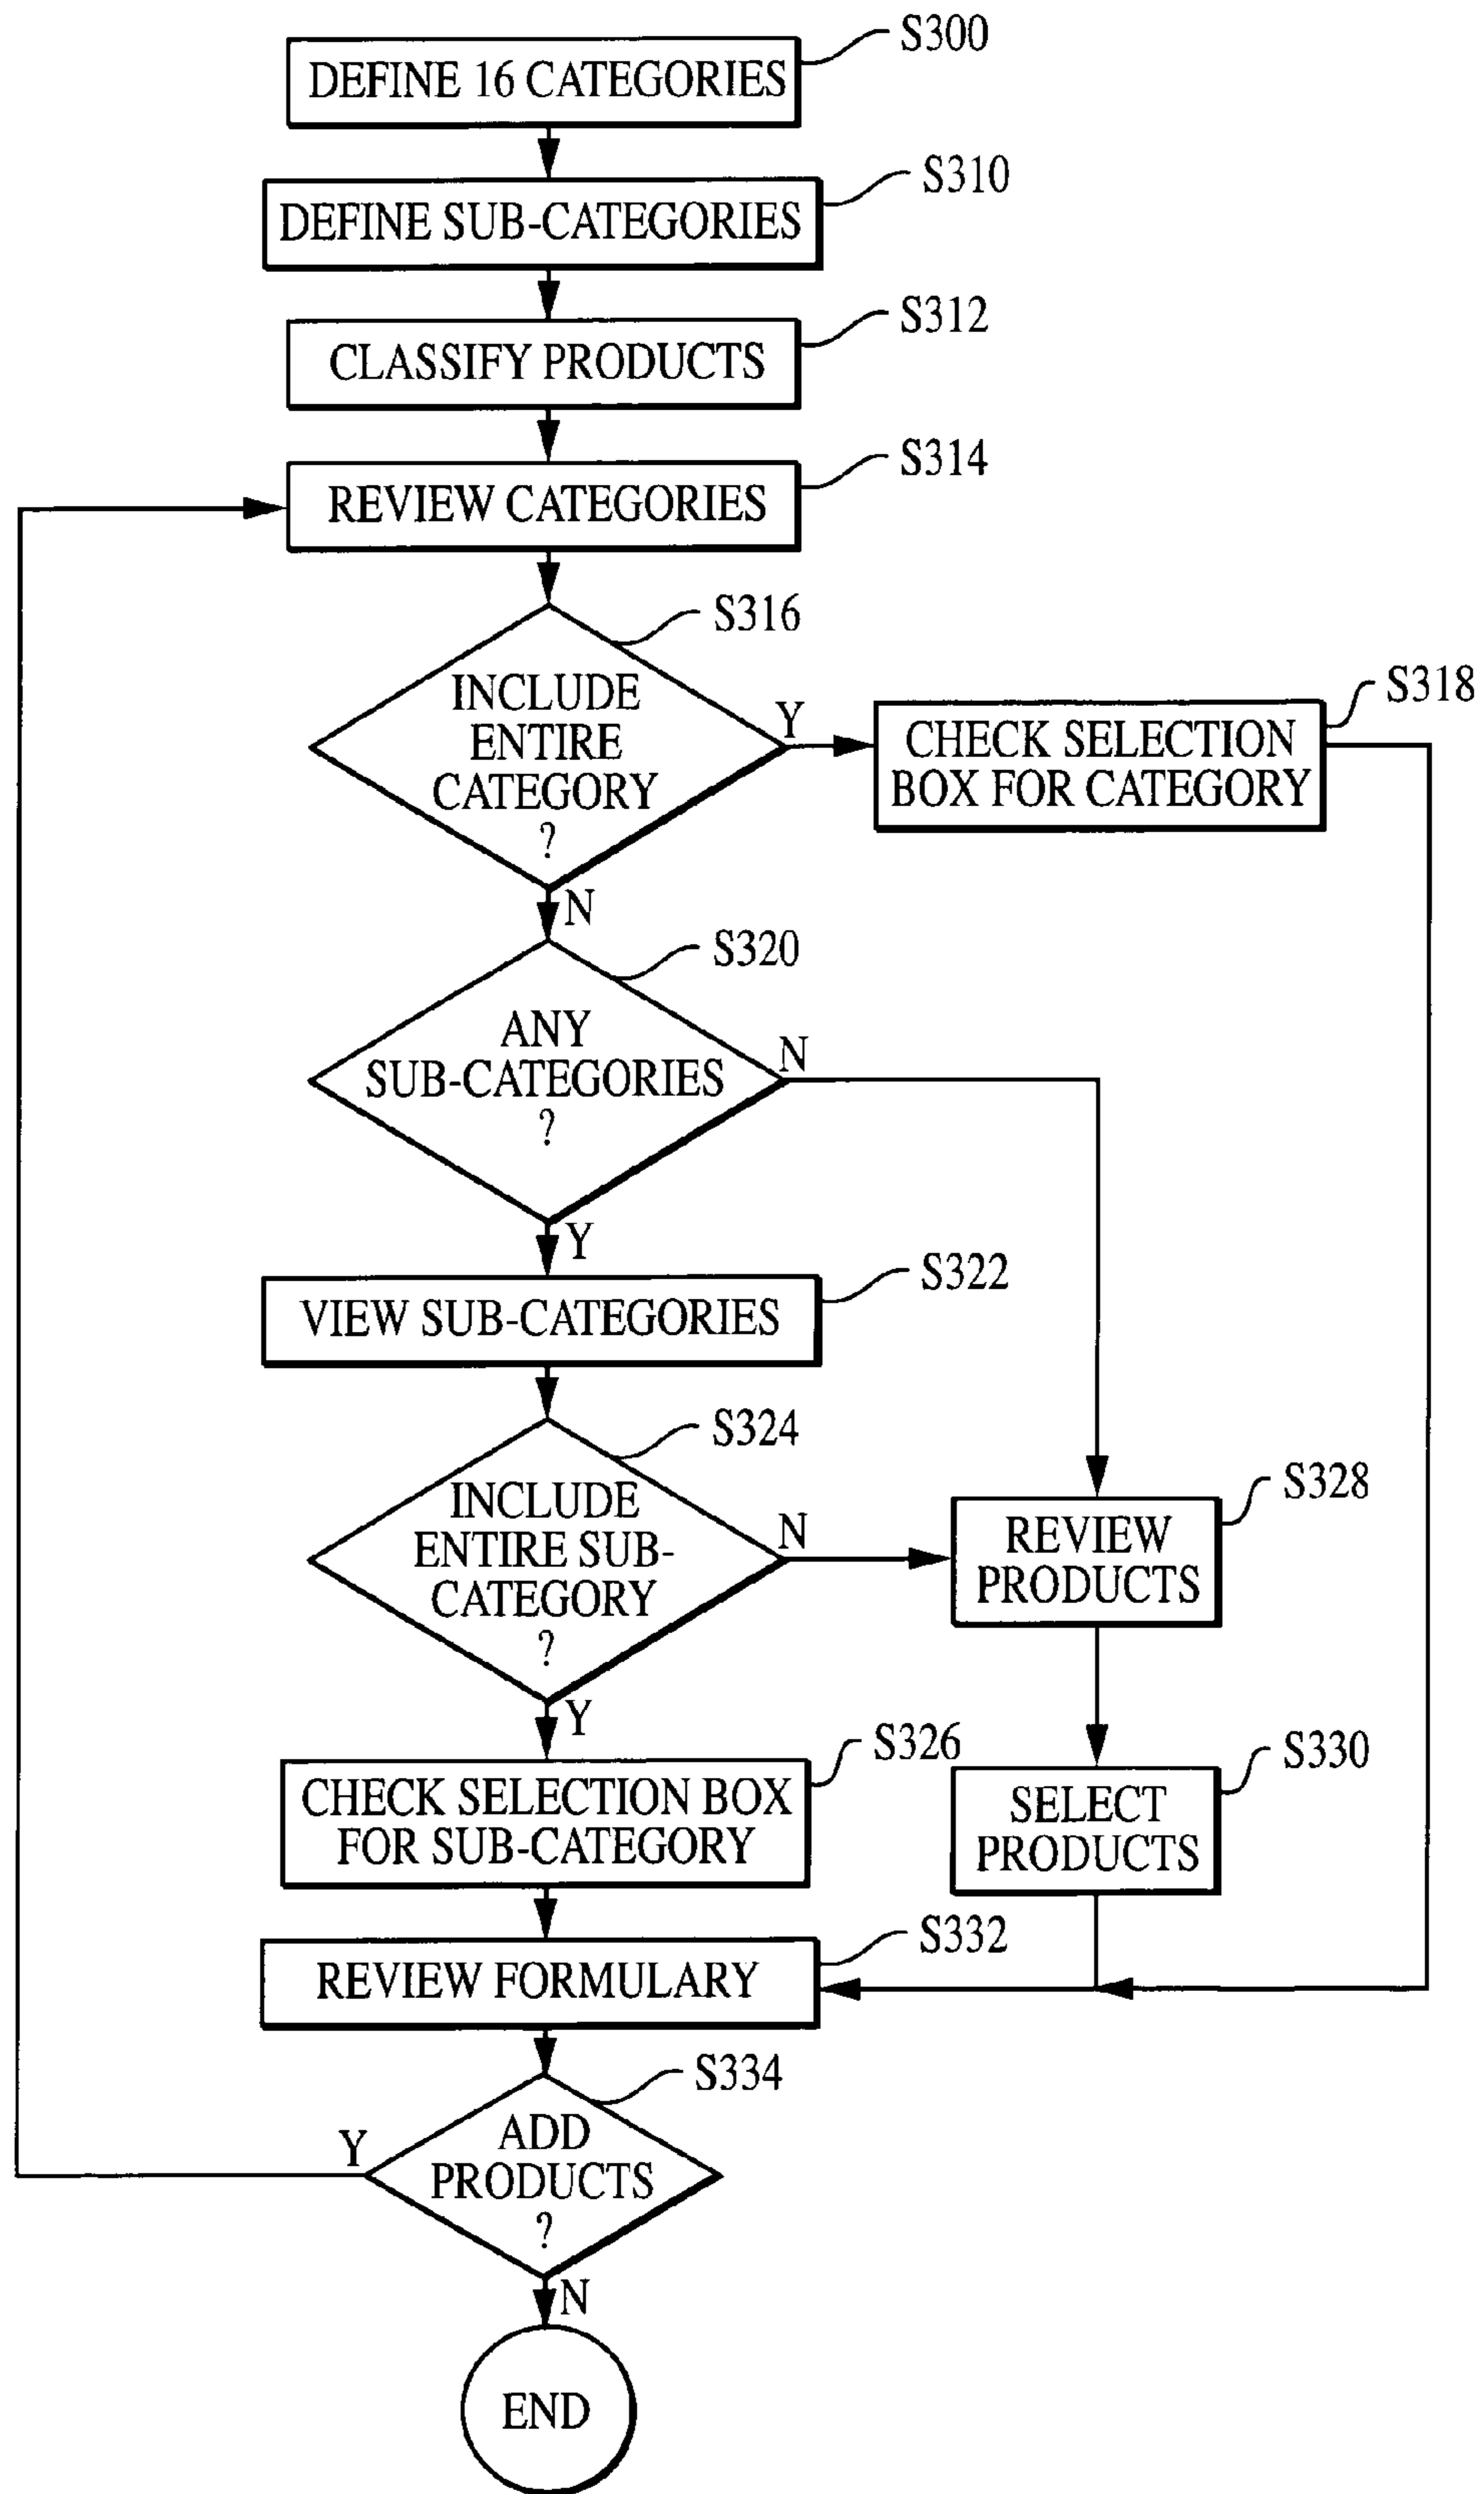 S300
DEFINE 16 CATEGORIES
S310
DEFINE SUB-CATEGORIES
S312
CLASSIFY PRODUCTS
S314
REVIEW CATEGORIES
S316
INCLUDE
ENTIRE
CATEGORY
?
Y
S318
CHECK SELECTION
BOX FOR CATEGORY
N
S320
ANY
SUB-CATEGORIES
?
N
Y
S322
VIEW SUB-CATEGORIES
S324
INCLUDE
ENTIRE SUB-
CATEGORY
?
N
S328
REVIEW
PRODUCTS
Y
S326
CHECK SELECTION BOX
FOR SUB-CATEGORY
S330
SELECT
PRODUCTS
S332
REVIEW FORMULARY
S334
ADD
PRODUCTS
?
Y
N
END